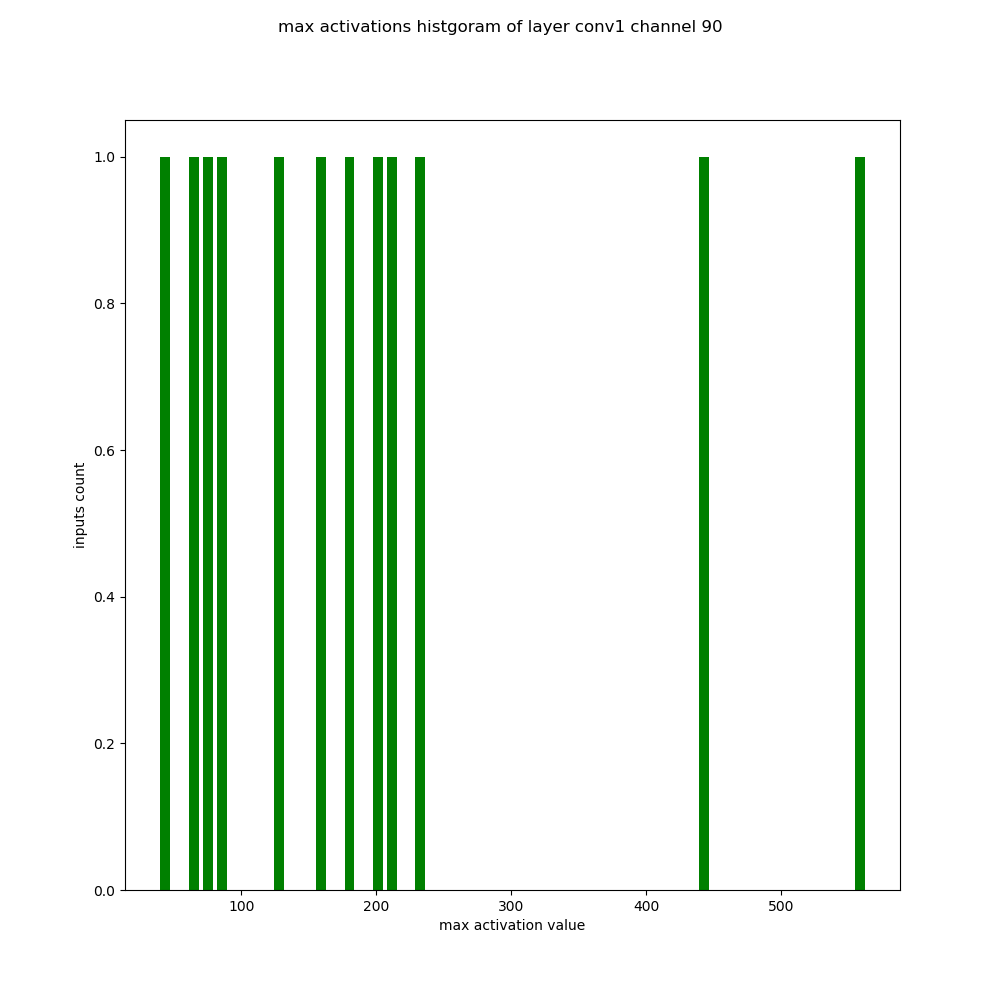 max activations histgoram of layer conv1 channel 90
1.0
0.8
0.6
0.4
0.2
0.0
inputs count
100 200 300 400 500
max activation value